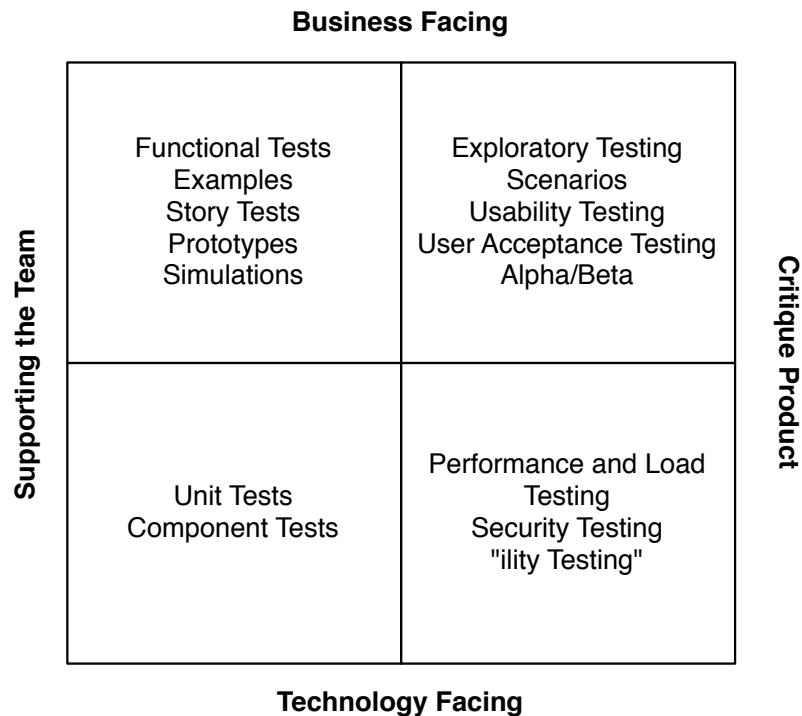 Business Facing
Supporting the Team
Functional Tests
Examples
Story Tests
Prototypes
Simulations
Exploratory Testing
Scenarios
Usability Testing
User Acceptance Testing
Alpha/Beta
Critique Product
Unit Tests
Component Tests
Performance and Load
Testing
Security Testing
"ility Testing"
Technology Facing